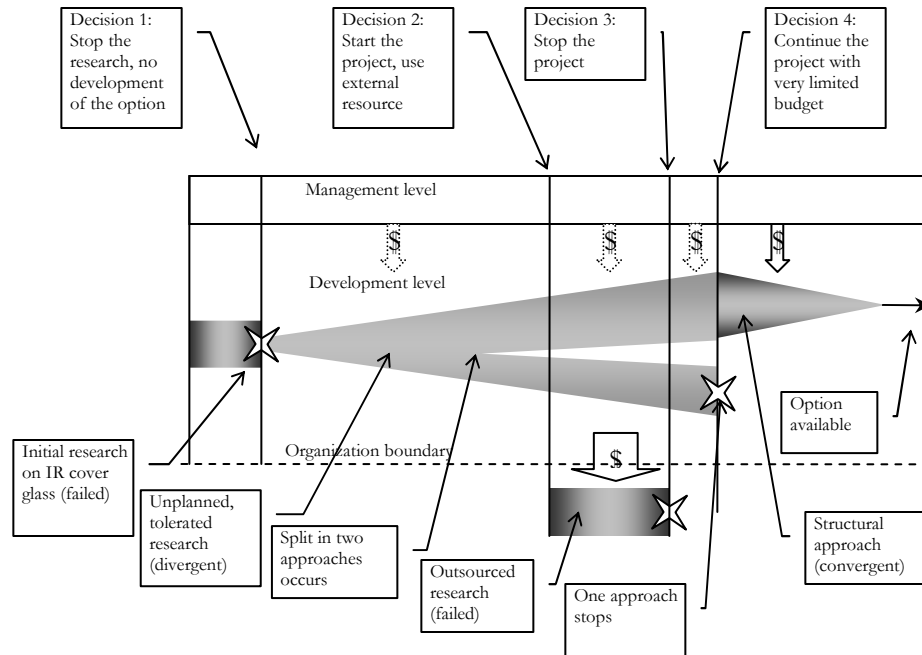 Decision 1:
Stop the
research, no
development
of the option
Decision 2:
Start the
project, use
external
resource
Decision 3:
Stop the
project
Decision 4:
Continue the
project with
very limited
budget
Management level
$
$
$
$
Development level
Organization boundary
$
Initial research
on IR cover
glass (failed)
Unplanned,
tolerated
research
(divergent)
Split in two
approaches
occurs
Outsourced
research
(failed)
One approach
stops
Structural
approach
(convergent)
Option
available